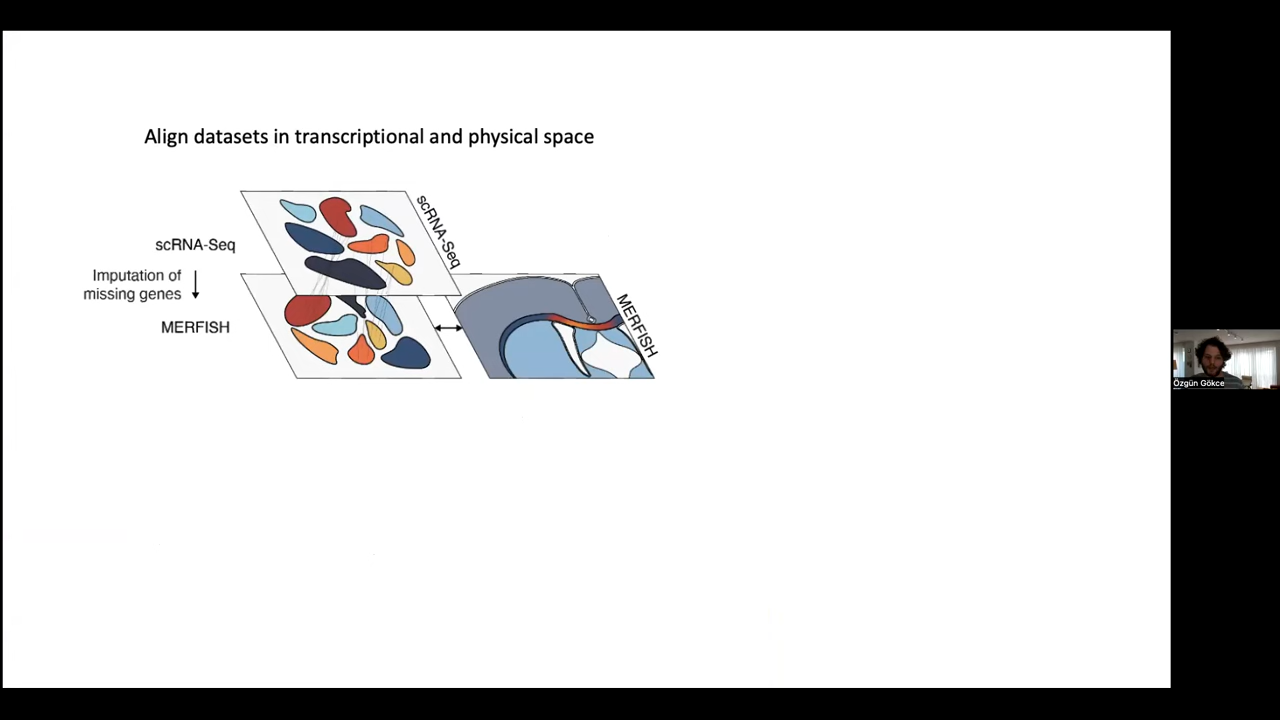 Align datasets in transcriptional and physical space
scRNA-Seq
scRNA-Seq
Imputation of
missing genes
MERFISH
MERFISH
Özgün Gökce